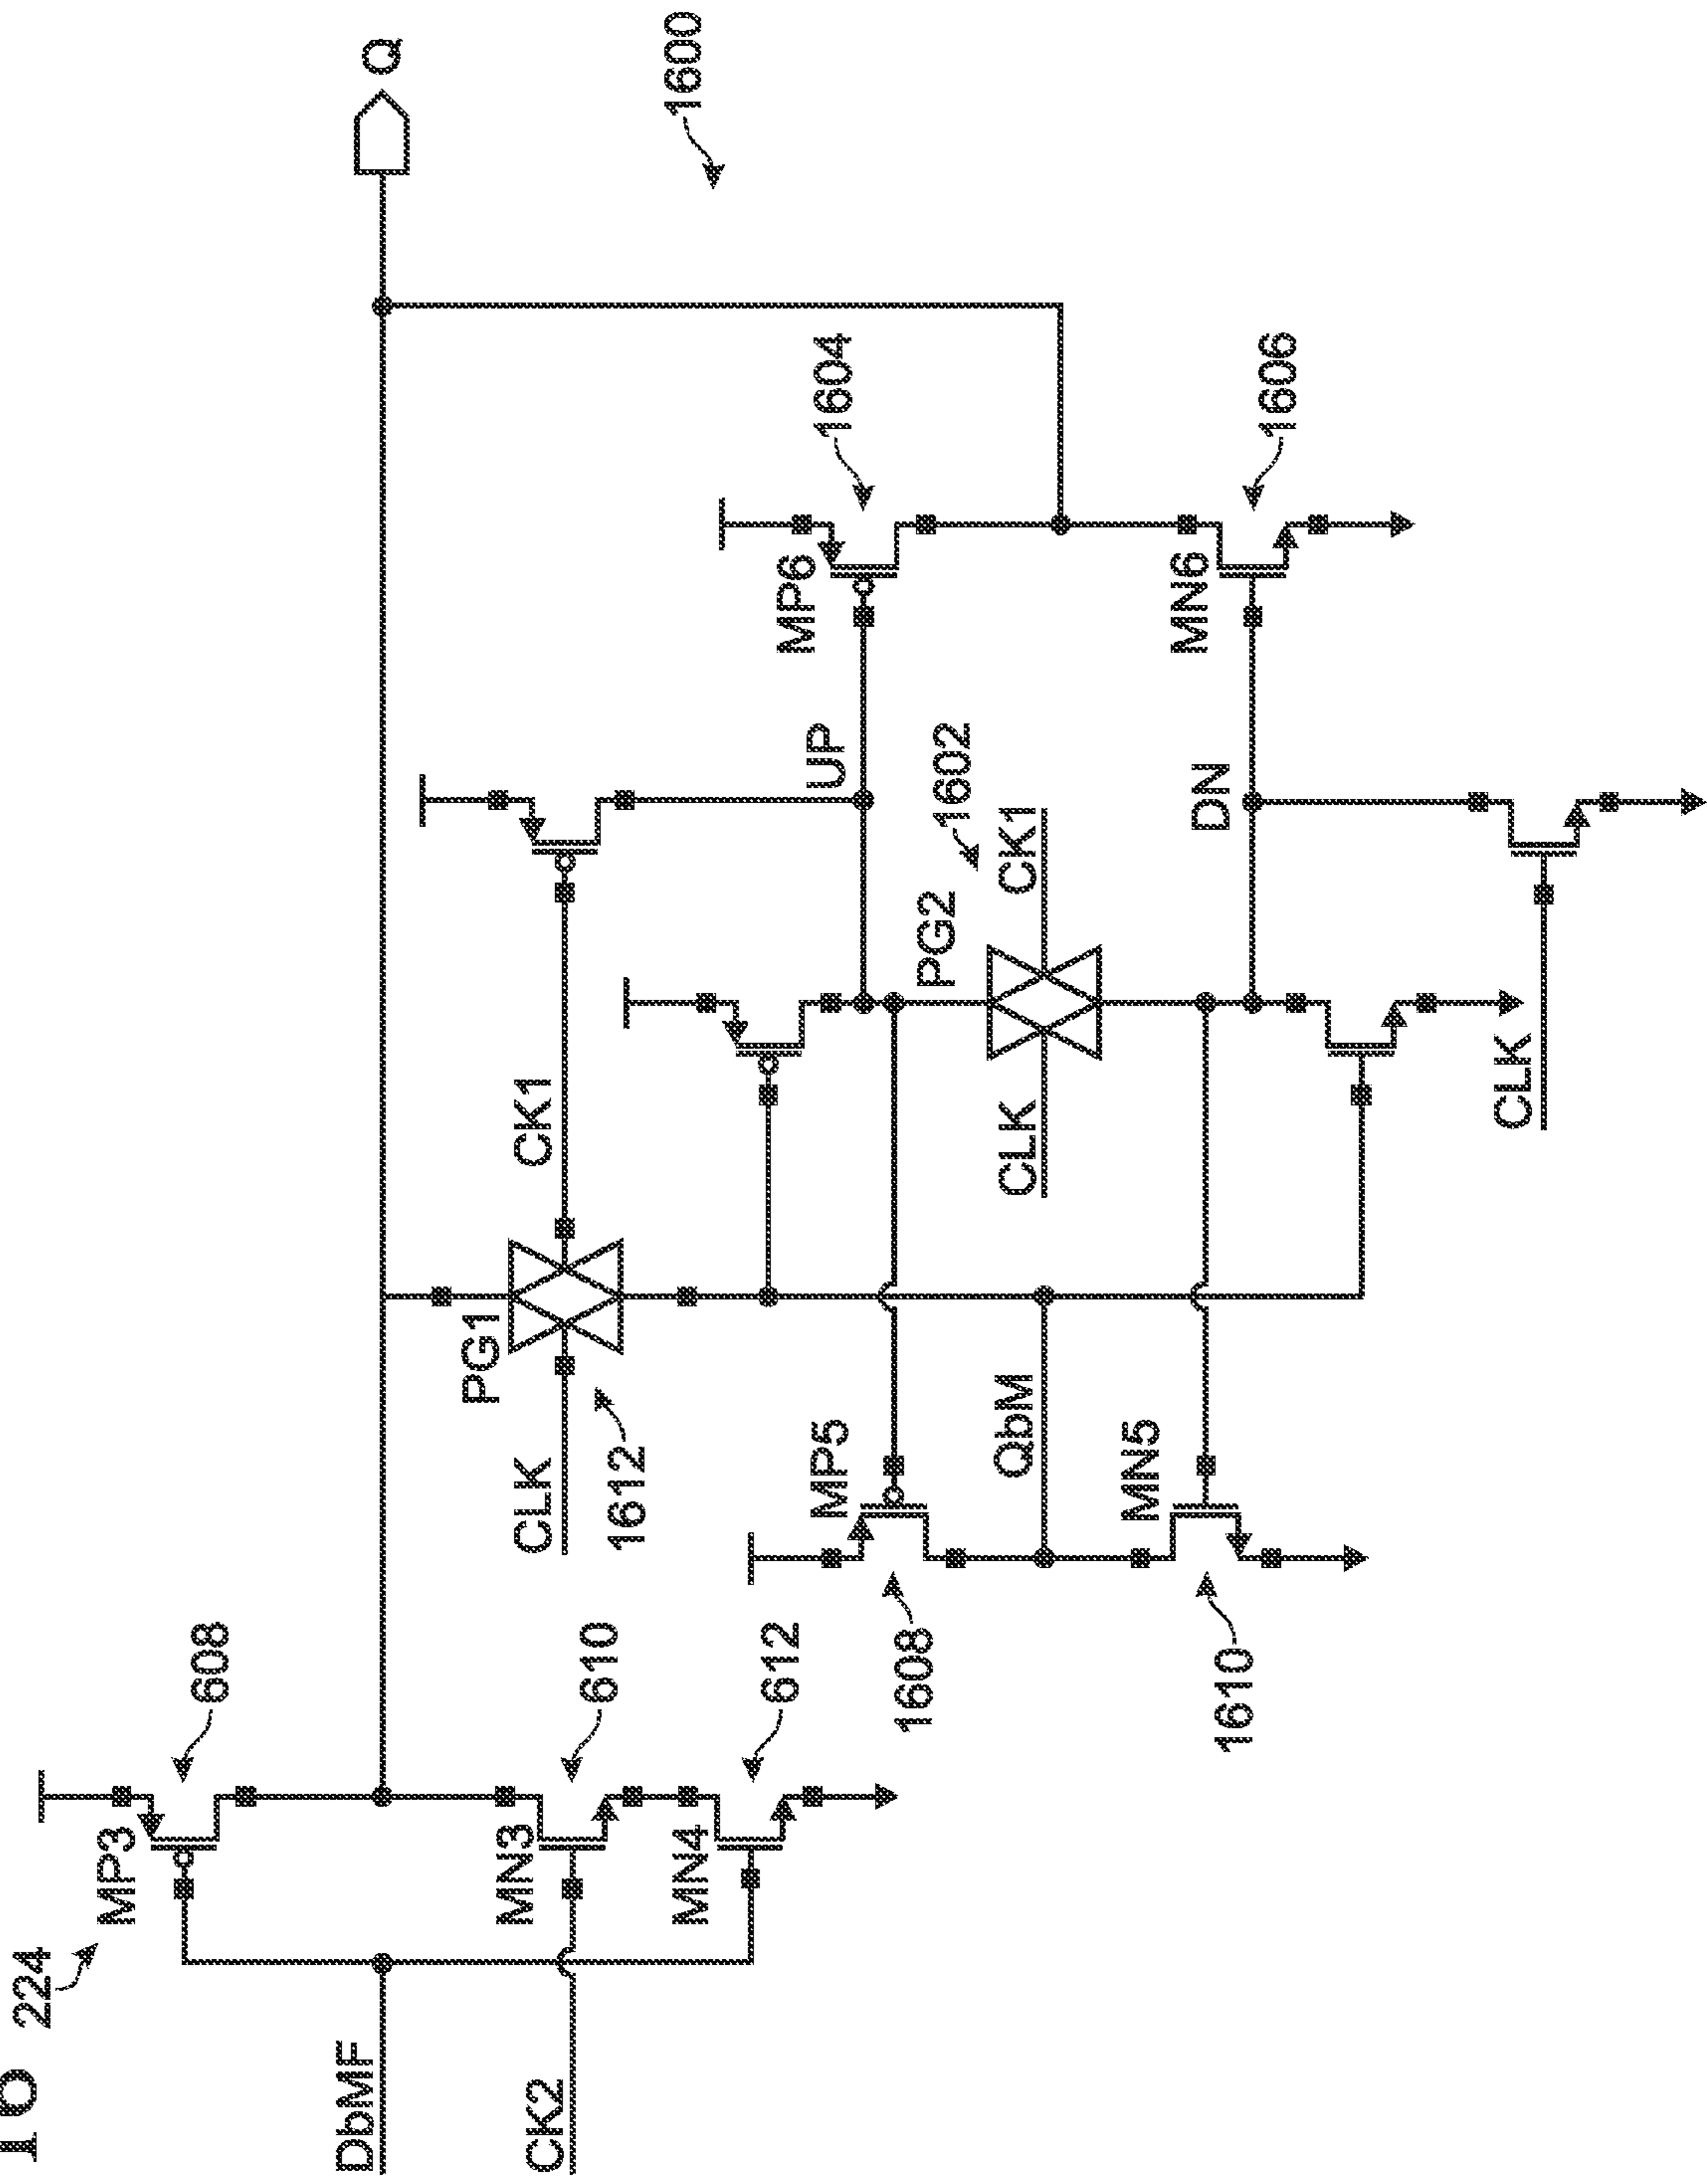 224
MP3
608
DbMF
Q
CK2
MN3
610
MN4
612
PG1
CLK
CK1
1612
1600
MP5
1608
UP
MP6
1604
PG2
1602
QbM
CLK
CK1
MN5
1610
DN
MN6
1606
CLK